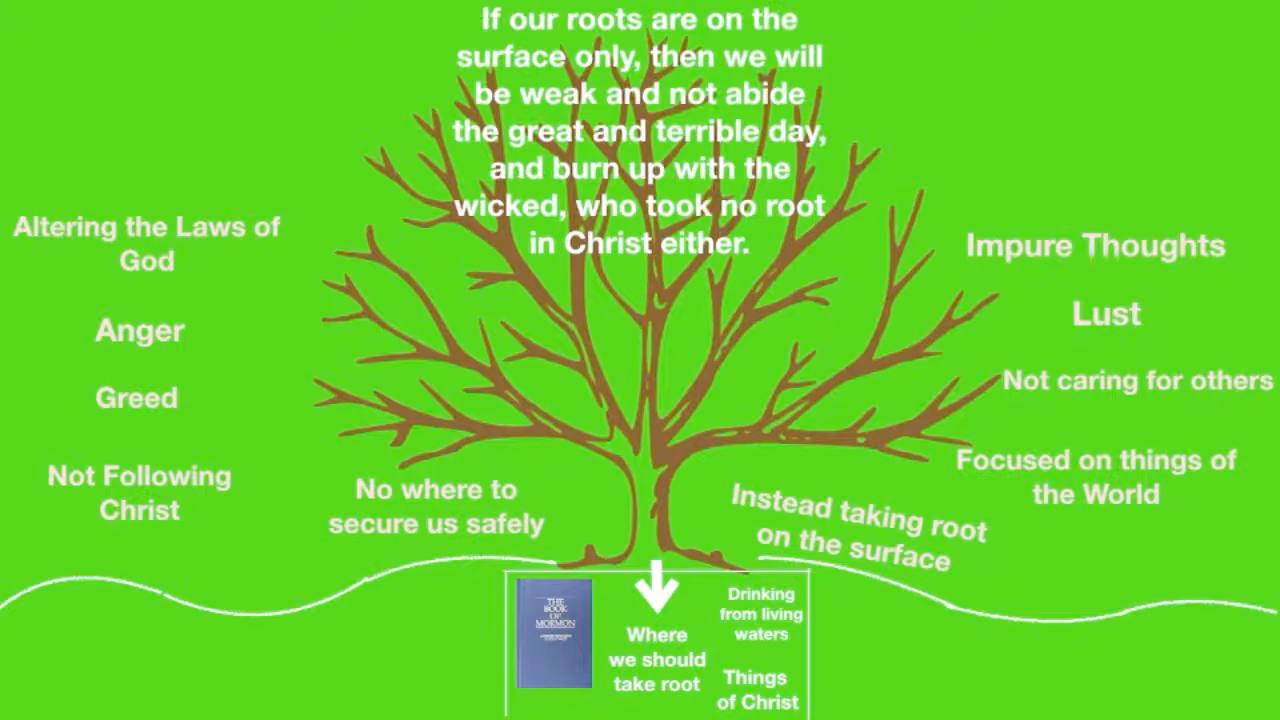 If our roots are on the
surface only, then we will
be weak and not abide
the great and terrible day,
and burn up with the
wicked, who took no root
in Christ either.
Altering the Laws of
God
Anger
Greed
Not Following
Christ
No where to
secure us safely
Impure Thoughts
Lust
Not caring for others
Focused on things of
the World
Instead taking root
on the surface
THE
BOOK
OF
MORMON
Where
we should
take root
Drinking
from living
waters
Things
of Christ